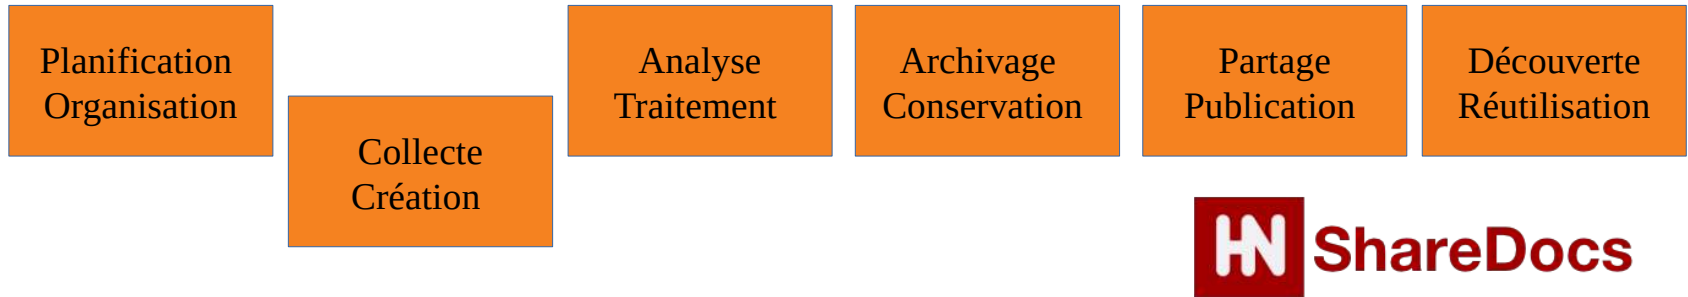 Planification
Organisation
Collecte
Création
Analyse
Traitement
Archivage
Conservation
Partage
Publication
Découverte
Réutilisation
HN ShareDocs